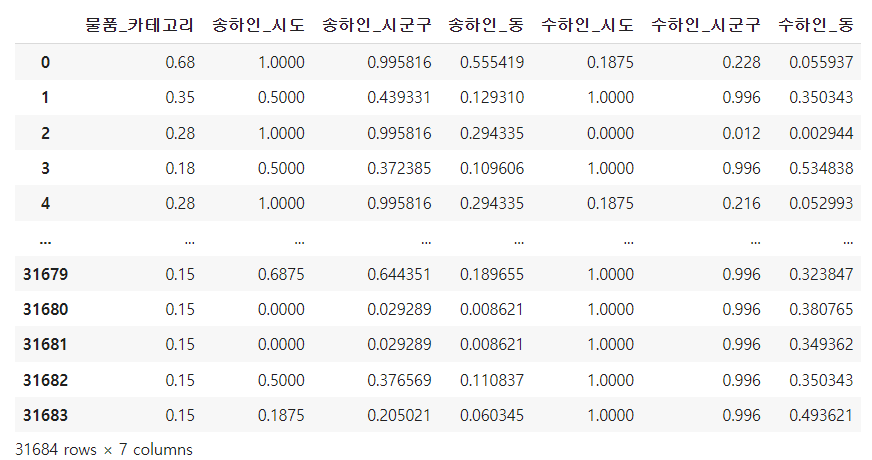 물품_카테고리 송하인_시도 송하인_시군구 송하인_동 수하인_시도 수하인_시군구 수하인_동
0 0.68 1.0000 0.995816 0.555419 0.1875 0.228 0.055937
1 0.35 0.5000 0.439331 0.129310 1.0000 0.996 0.350343
2 0.28 1.0000 0.995816 0.294335 0.0000 0.012 0.002944
3 0.18 0.5000 0.372385 0.109606 1.0000 0.996 0.534838
4 0.28 1.0000 0.995816 0.294335 0.1875 0.216 0.052993
... ... ... ... ... ... ... ...
31679 0.15 0.6875 0.644351 0.189655 1.0000 0.996 0.323847
31680 0.15 0.0000 0.029289 0.008621 1.0000 0.996 0.380765
31681 0.15 0.0000 0.029289 0.008621 1.0000 0.996 0.349362
31682 0.15 0.5000 0.376569 0.110837 1.0000 0.996 0.350343
31683 0.15 0.1875 0.205021 0.060345 1.0000 0.996 0.493621
31684 rows × 7 columns